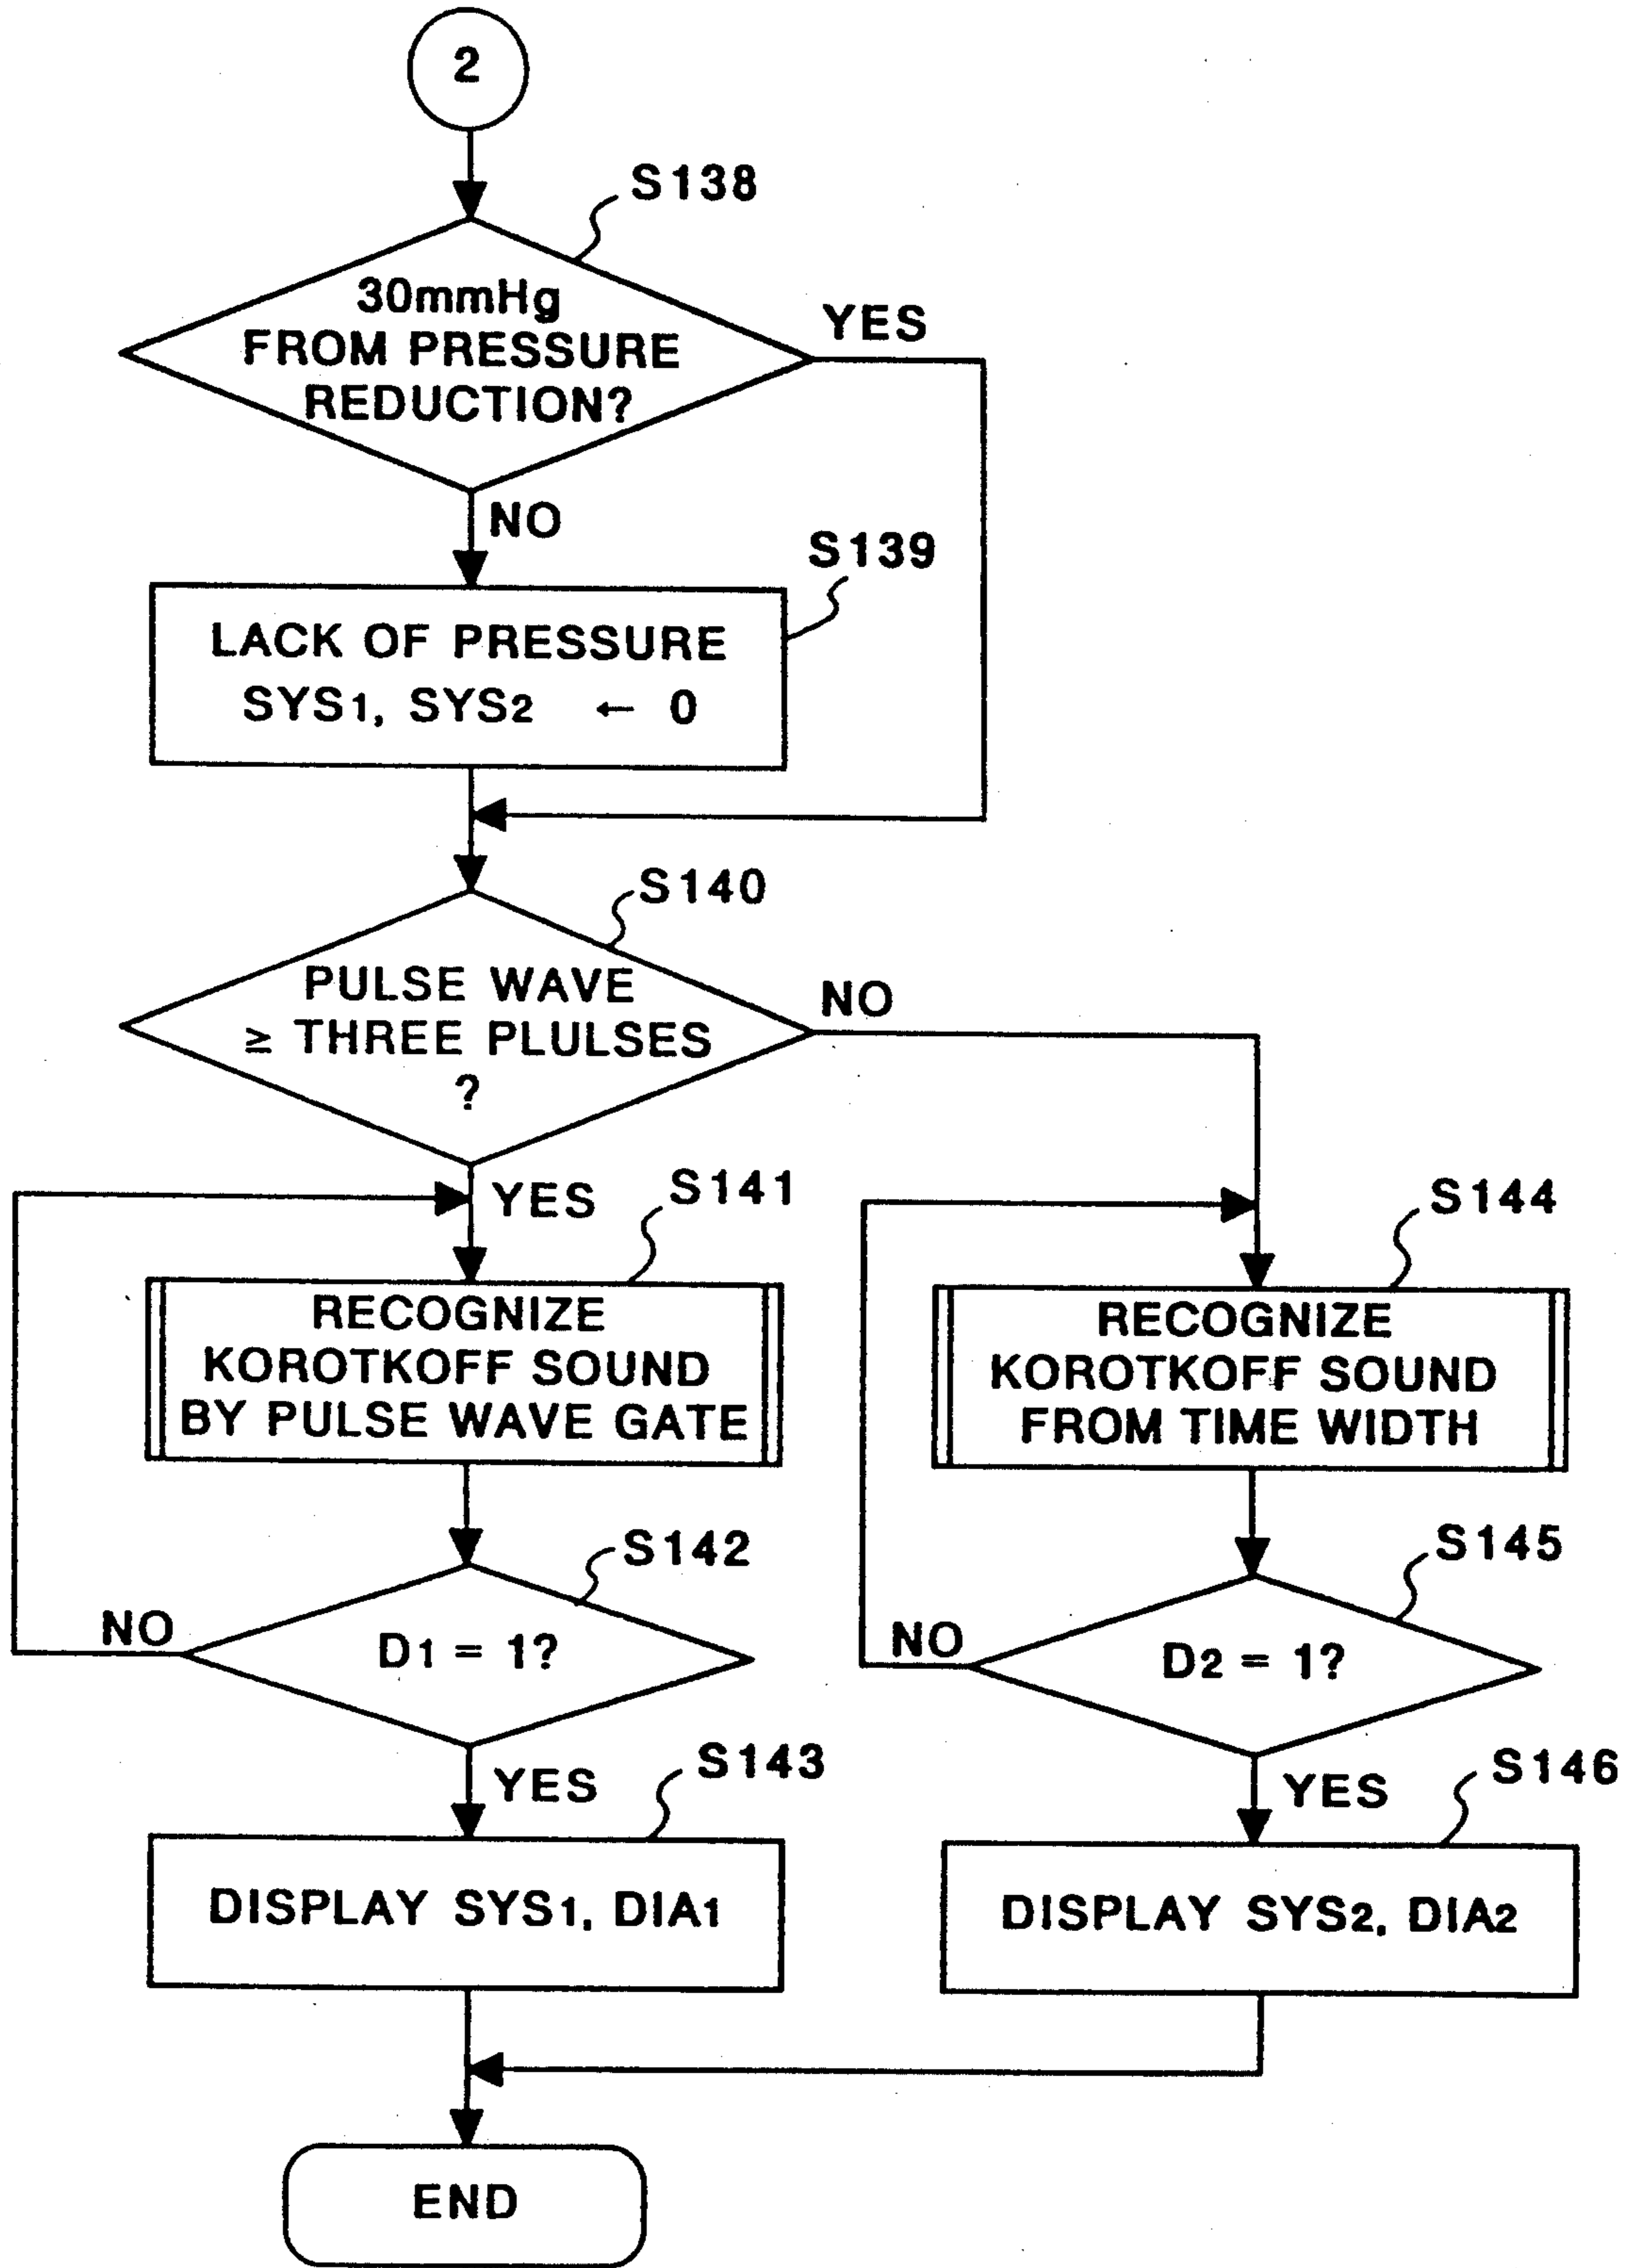 2
S138
30mmHg
FROM PRESSURE
REDUCTION?
YES
NO
S139
LACK OF PRESSURE
SYS1, SYS2 ← 0
S140
PULSE WAVE
≥ THREE PLULSES
?
NO
YES
S141
S144
RECOGNIZE
KOROTKOFF SOUND
BY PULSE WAVE GATE
RECOGNIZE
KOROTKOFF SOUND
FROM TIME WIDTH
S142
S145
NO
D1 = 1?
NO
D2 = 1?
YES
S143
YES
S146
DISPLAY SYS1, DIA1
DISPLAY SYS2, DIA2
END